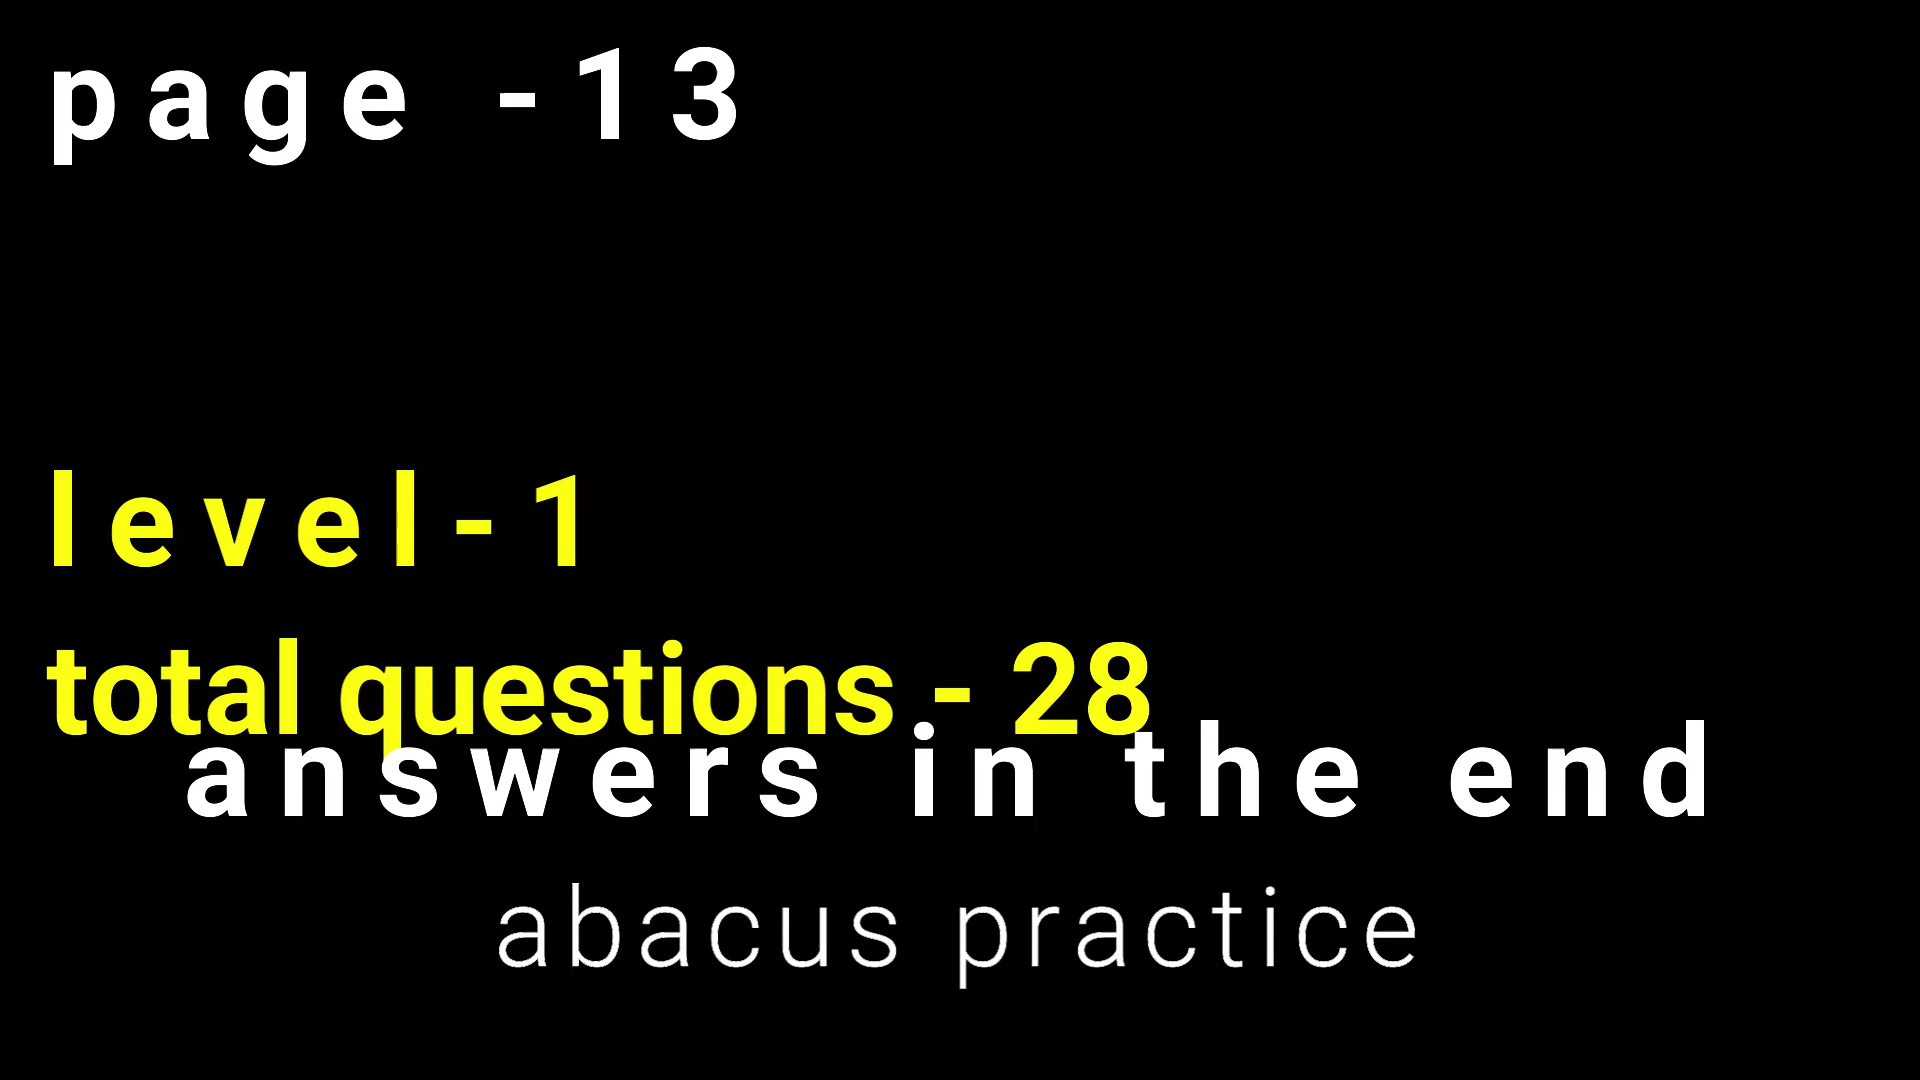 page -13
level-1
total questions - 28
answers in the end
abacus practice